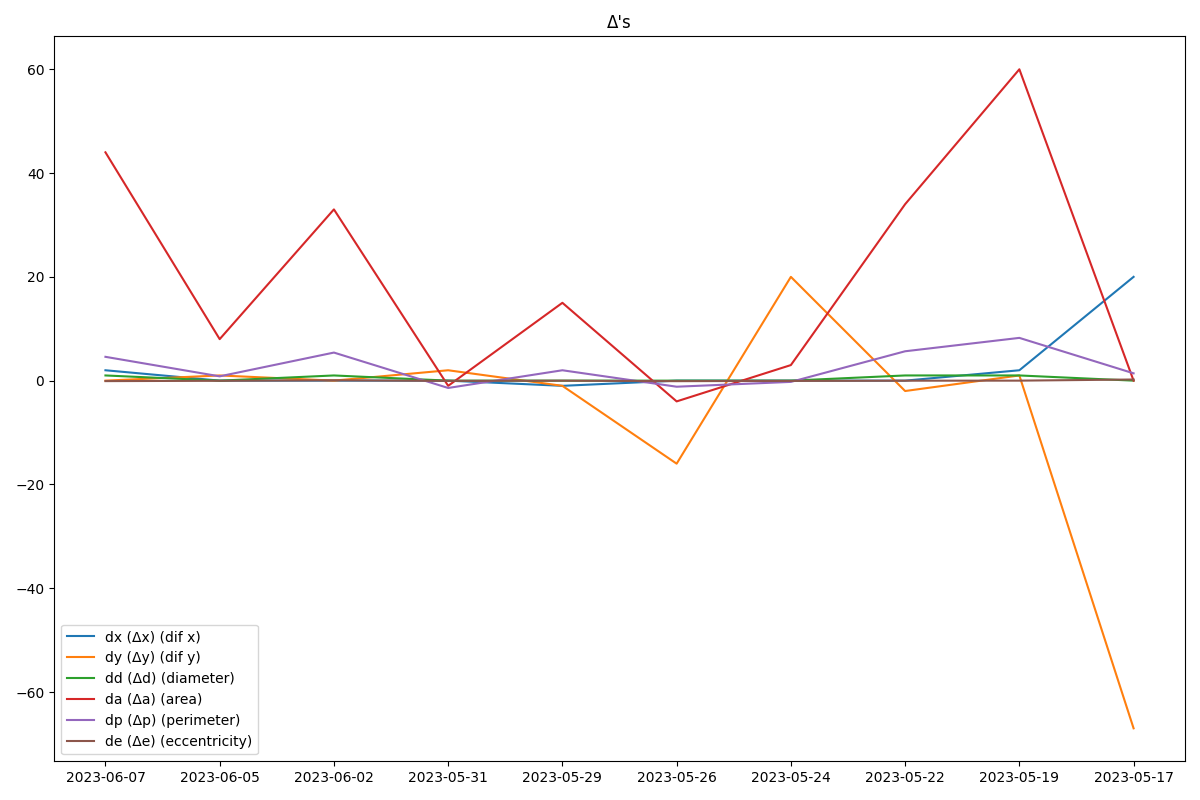 Δ's
60
40
20
0
−20
−40
−60
dx (Δx) (dif x)
dy (Δy) (dif y)
dd (Δd) (diameter)
da (Δa) (area)
dp (Δp) (perimeter)
de (Δe) (eccentricity)
2023-06-07 2023-06-05 2023-06-02 2023-05-31 2023-05-29 2023-05-26 2023-05-24 2023-05-22 2023-05-19 2023-05-17